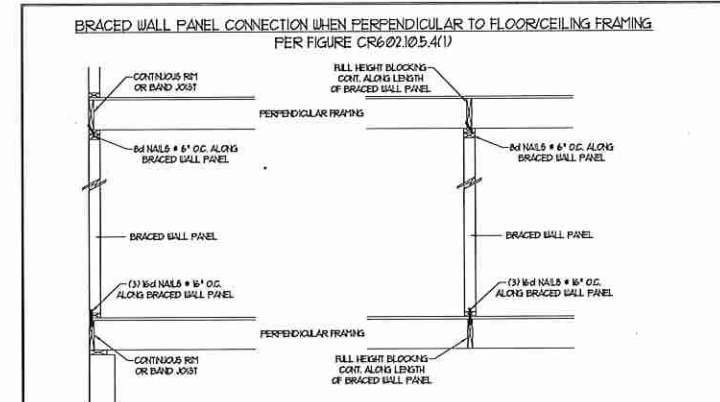 BRACED WALL PANEL CONNECTION WHEN PERPENDICULAR TO FLOOR/CEILING FRAMING
PER FIGURE CR602.10.5.4(1)
CONTINUOUS RIM
OR BAND JOIST
PERPENDICULAR FRAMING
8d NAILS @ 6" O.C. ALONG
BRACED WALL PANEL
BRACED WALL PANEL
(3) 16d NAILS @ 16" O.C.
ALONG BRACED WALL PANEL
PERPENDICULAR FRAMING
CONTINUOUS RIM
OR BAND JOIST
FULL HEIGHT BLOCKING
CONT. ALONG LENGTH
OF BRACED WALL PANEL
8d NAILS @ 6" O.C. ALONG
BRACED WALL PANEL
BRACED WALL PANEL
(3) 16d NAILS @ 16" O.C.
ALONG BRACED WALL PANEL
FULL HEIGHT BLOCKING
CONT. ALONG LENGTH
OF BRACED WALL PANEL